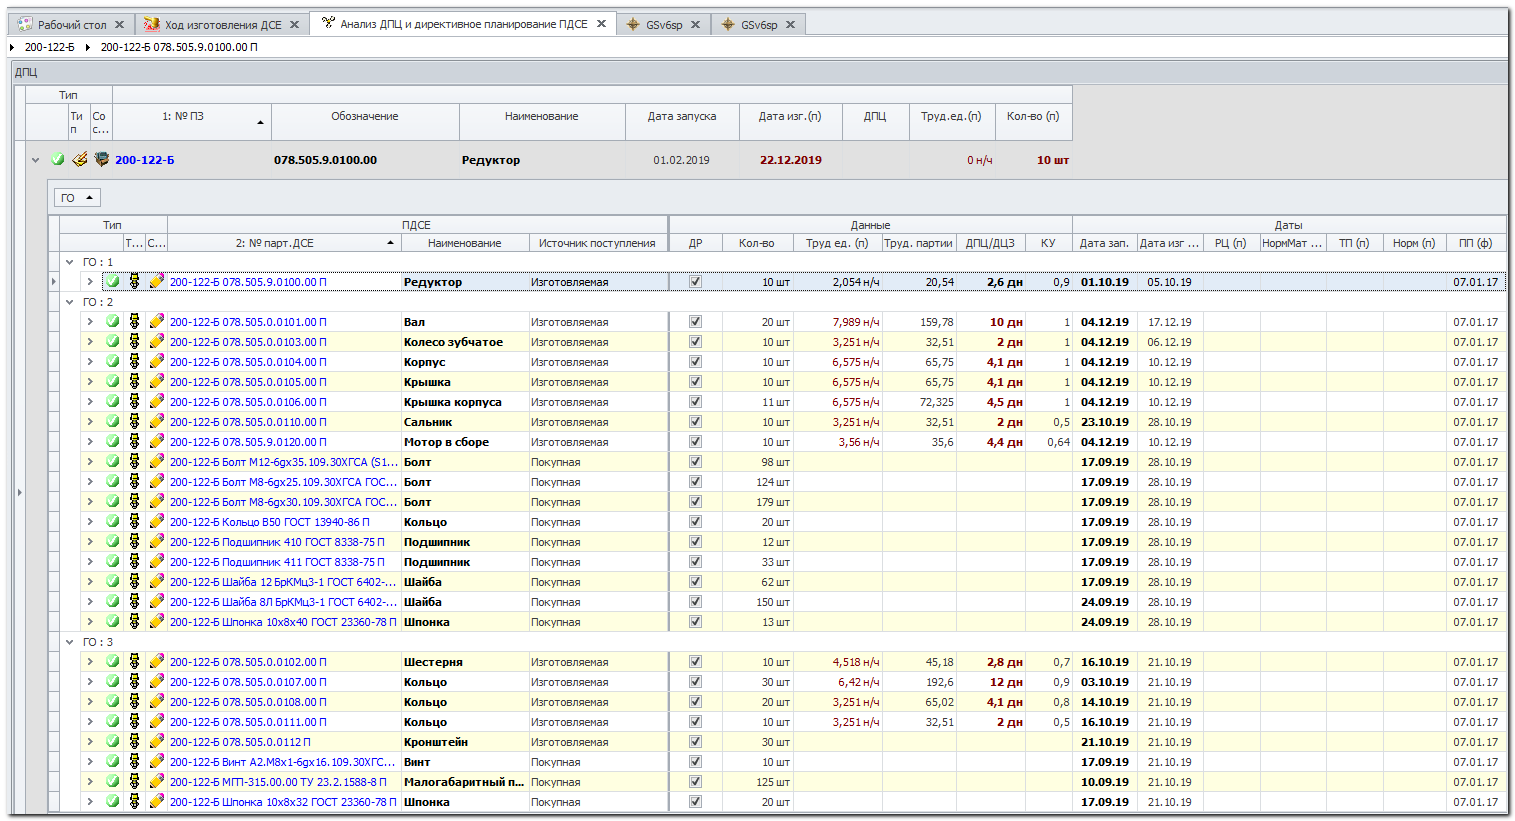 Рабочий стол × Ход изготовления ДСЕ × Анализ ДПЦ и директивное планирование ПДСЕ × GSv6sp × GSv6sp ×
200-122-Б 200-122-Б 078.505.9.0100.00 П
ДПЦ
Тип
Ти п Со с... 1: № ПЗ Обозначение Наименование Дата запуска Дата изг.(п) ДПЦ Труд.ед.(п) Кол-во (п)
200-122-Б 078.505.9.0100.00 Редуктор 01.02.2019 22.12.2019 0 н/ч 10 шт
ГО
Тип ПДСЕ Данные Даты
Т... С... 2: № парт.ДСЕ Наименование Источник поступления ДР Кол-во Труд ед. (п) Труд. партии ДПЦ/ДЦЗ КУ Дата зап. Дата изг ... РЦ (п) НормМат ... ТП (п) Норм (п) ПП (ф)
ГО : 1
200-122-Б 078.505.9.0100.00 П Редуктор Изготовляемая 10 шт 2,054 н/ч 20,54 2,6 дн 0,9 01.10.19 05.10.19 07.01.17
ГО : 2
200-122-Б 078.505.0.0101.00 П Вал Изготовляемая 20 шт 7,989 н/ч 159,78 10 дн 1 04.12.19 17.12.19 07.01.17
200-122-Б 078.505.0.0103.00 П Колесо зубчатое Изготовляемая 10 шт 3,251 н/ч 32,51 2 дн 1 04.12.19 06.12.19 07.01.17
200-122-Б 078.505.0.0104.00 П Корпус Изготовляемая 10 шт 6,575 н/ч 65,75 4,1 дн 1 04.12.19 10.12.19 07.01.17
200-122-Б 078.505.0.0105.00 П Крышка Изготовляемая 10 шт 6,575 н/ч 65,75 4,1 дн 1 04.12.19 10.12.19 07.01.17
200-122-Б 078.505.0.0106.00 П Крышка корпуса Изготовляемая 11 шт 6,575 н/ч 72,325 4,5 дн 1 04.12.19 10.12.19 07.01.17
200-122-Б 078.505.0.0110.00 П Сальник Изготовляемая 10 шт 3,251 н/ч 32,51 2 дн 0,5 23.10.19 28.10.19 07.01.17
200-122-Б 078.505.9.0120.00 П Мотор в сборе Изготовляемая 10 шт 3,56 н/ч 35,6 4,4 дн 0,64 04.12.19 10.12.19 07.01.17
200-122-Б Болт М12-6gх35.109.30ХГСА (S1... Болт Покупная 98 шт 17.09.19 28.10.19 07.01.17
200-122-Б Болт М8-6gх25.109.30ХГСА ГОС... Болт Покупная 124 шт 17.09.19 28.10.19 07.01.17
200-122-Б Болт М8-6gх30.109.30ХГСА ГОС... Болт Покупная 179 шт 17.09.19 28.10.19 07.01.17
200-122-Б Кольцо В50 ГОСТ 13940-86 П Кольцо Покупная 20 шт 17.09.19 28.10.19 07.01.17
200-122-Б Подшипник 410 ГОСТ 8338-75 П Подшипник Покупная 12 шт 17.09.19 28.10.19 07.01.17
200-122-Б Подшипник 411 ГОСТ 8338-75 П Подшипник Покупная 33 шт 17.09.19 28.10.19 07.01.17
200-122-Б Шайба 12 БрКМц3-1 ГОСТ 6402-... Шайба Покупная 62 шт 17.09.19 28.10.19 07.01.17
200-122-Б Шайба 8Л БрКМц3-1 ГОСТ 6402-... Шайба Покупная 150 шт 24.09.19 28.10.19 07.01.17
200-122-Б Шпонка 10х8х40 ГОСТ 23360-78 П Шпонка Покупная 13 шт 24.09.19 28.10.19 07.01.17
ГО : 3
200-122-Б 078.505.0.0102.00 П Шестерня Изготовляемая 10 шт 4,518 н/ч 45,18 2,8 дн 0,7 16.10.19 21.10.19 07.01.17
200-122-Б 078.505.0.0107.00 П Кольцо Изготовляемая 30 шт 6,42 н/ч 192,6 12 дн 0,9 03.10.19 21.10.19 07.01.17
200-122-Б 078.505.0.0108.00 П Кольцо Изготовляемая 20 шт 3,251 н/ч 65,02 4,1 дн 0,8 14.10.19 21.10.19 07.01.17
200-122-Б 078.505.0.0111.00 П Кольцо Изготовляемая 10 шт 3,251 н/ч 32,51 2 дн 0,5 16.10.19 21.10.19 07.01.17
200-122-Б 078.505.0.0112 П Кронштейн Изготовляемая 30 шт 21.10.19 21.10.19 07.01.17
200-122-Б Винт А2.М8х1-6gх16.109.30ХГС... Винт Покупная 10 шт 17.09.19 21.10.19 07.01.17
200-122-Б МГП-315.00.00 ТУ 23.2.1588-8 П Малогабаритный п... Покупная 125 шт 10.09.19 21.10.19 07.01.17
200-122-Б Шпонка 10х8х32 ГОСТ 23360-78 П Шпонка Покупная 20 шт 17.09.19 21.10.19 07.01.17